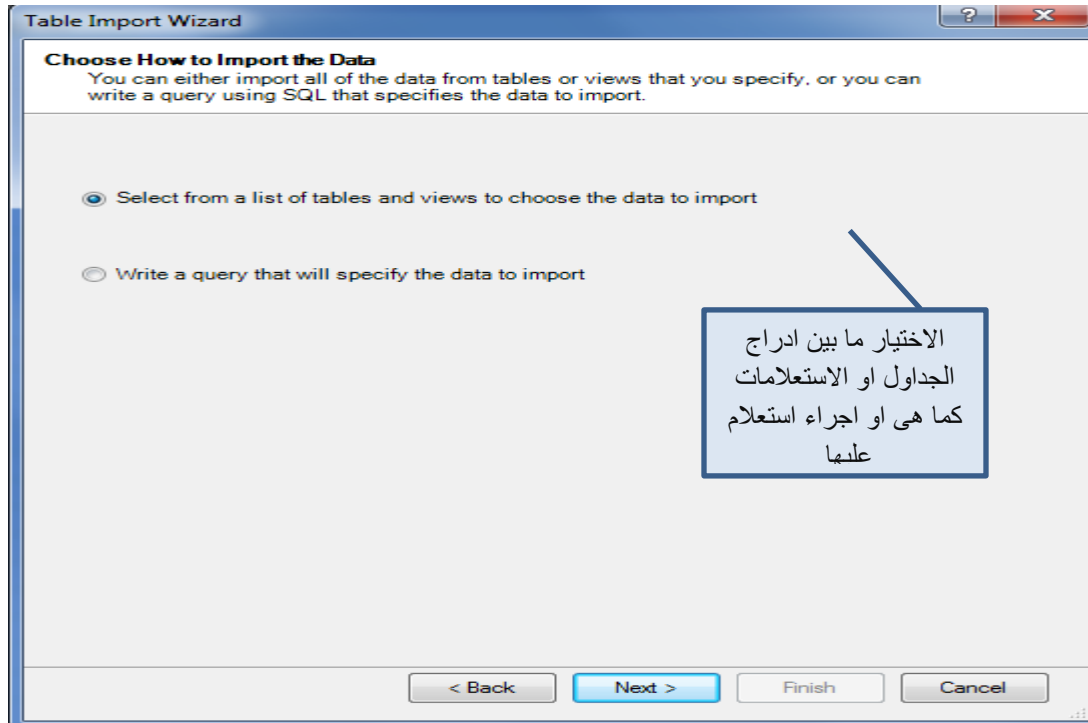 Table Import Wizard
Choose How to Import the Data
You can either import all of the data from tables or views that you specify, or you can
write a query using SQL that specifies the data to import.
Select from a list of tables and views to choose the data to import
Write a query that will specify the data to import
الاختيار ما بين ادراج
الجداول او الاستعلامات
كما هى او اجراء استعلام
عليها
< Back
Next >
Finish
Cancel